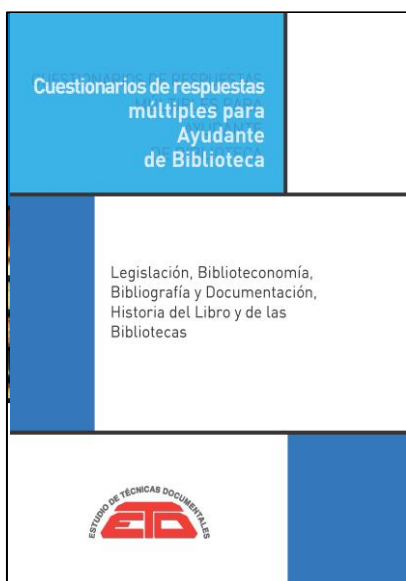 Cuestionarios de respuestas
múltiples para
Ayudante
de Biblioteca
Legislación, Biblioteconomía,
Bibliografía y Documentación,
Historia del Libro y de las
Bibliotecas
ESTUDIO DE TÉCNICAS DOCUMENTALES
ETD